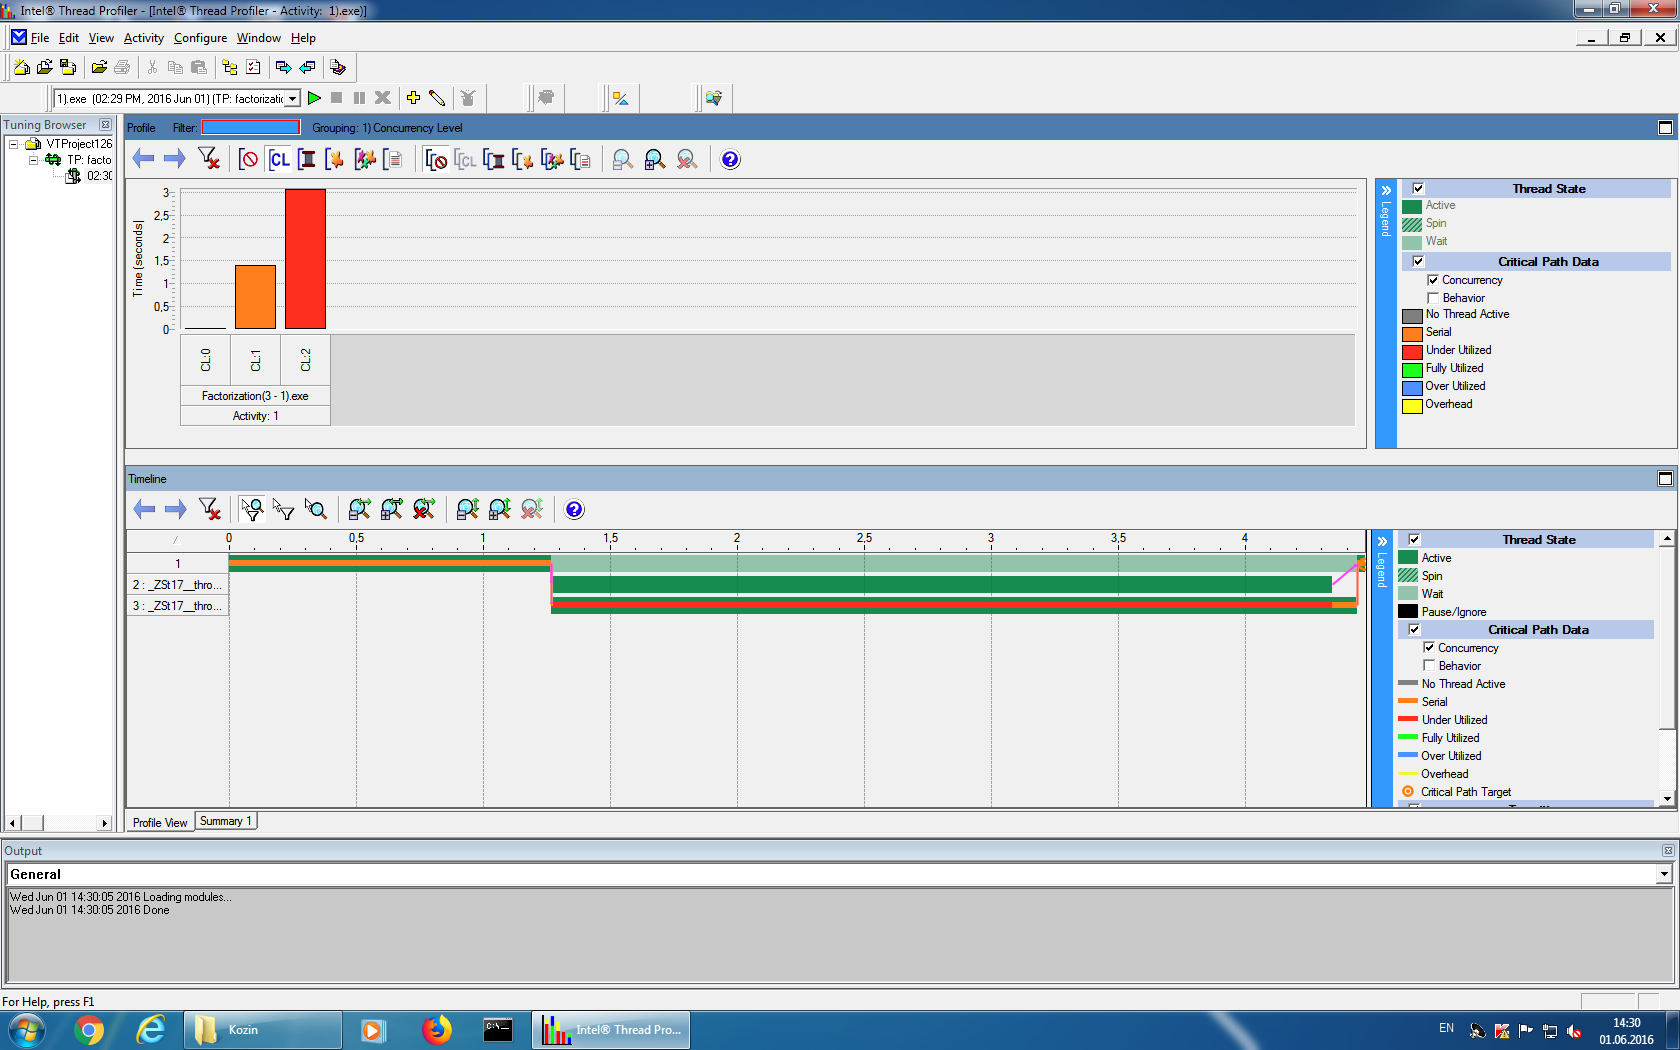 Intel® Thread Profiler - [Intel® Thread Profiler - Activity: 1).exe)]
File Edit View Activity Configure Window Help
1).exe (02:29 PM, 2016 Jun 01) (TP: factorizatic
Tuning Browser
VTProject126
TP: facto
02:30
Profile Filter: Grouping: 1) Concurrency Level
CL CL
Time (seconds)
3
2,5
2
1,5
1
0,5
0
CL:0 CL:1 CL:2
Factorization(3 - 1).exe
Activity: 1
Legend
Thread State
Active
Spin
Wait
Critical Path Data
Concurrency
Behavior
No Thread Active
Serial
Under Utilized
Fully Utilized
Over Utilized
Overhead
Timeline
0 0,5 1 1,5 2 2,5 3 3,5 4
1
2 : _ZSt17__thro...
3 : _ZSt17__thro...
Legend
Thread State
Active
Spin
Wait
Pause/Ignore
Critical Path Data
Concurrency
Behavior
No Thread Active
Serial
Under Utilized
Fully Utilized
Over Utilized
Overhead
Critical Path Target
Profile View Summary 1
Output
General
Wed Jun 01 14:30:05 2016 Loading modules...
Wed Jun 01 14:30:05 2016 Done
For Help, press F1
Kozin
C:\_
Intel® Thread Pro...
EN
14:30
01.06.2016